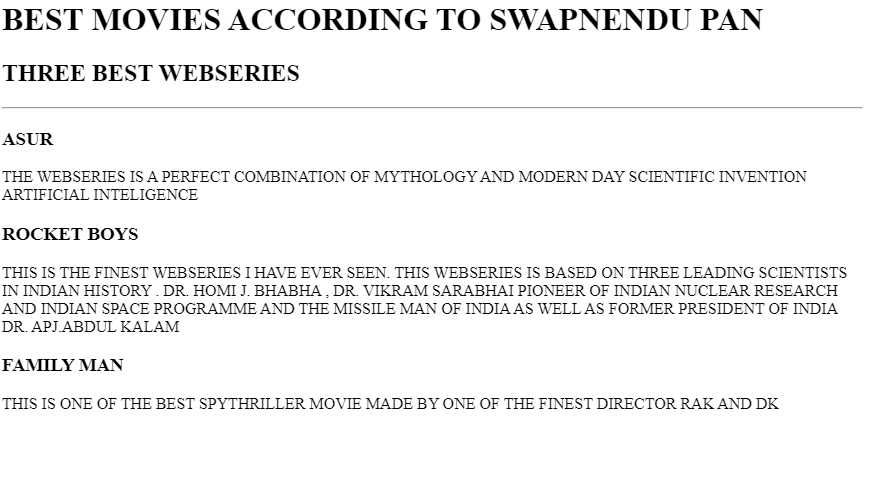 BEST MOVIES ACCORDING TO SWAPNENDU PAN
THREE BEST WEBSERIES
ASUR
THE WEBSERIES IS A PERFECT COMBINATION OF MYTHOLOGY AND MODERN DAY SCIENTIFIC INVENTION
ARTIFICIAL INTELIGENCE
ROCKET BOYS
THIS IS THE FINEST WEBSERIES I HAVE EVER SEEN. THIS WEBSERIES IS BASED ON THREE LEADING SCIENTISTS
IN INDIAN HISTORY . DR. HOMI J. BHABHA , DR. VIKRAM SARABHAI PIONEER OF INDIAN NUCLEAR RESEARCH
AND INDIAN SPACE PROGRAMME AND THE MISSILE MAN OF INDIA AS WELL AS FORMER PRESIDENT OF INDIA
DR. APJ.ABDUL KALAM
FAMILY MAN
THIS IS ONE OF THE BEST SPYTHRILLER MOVIE MADE BY ONE OF THE FINEST DIRECTOR RAK AND DK